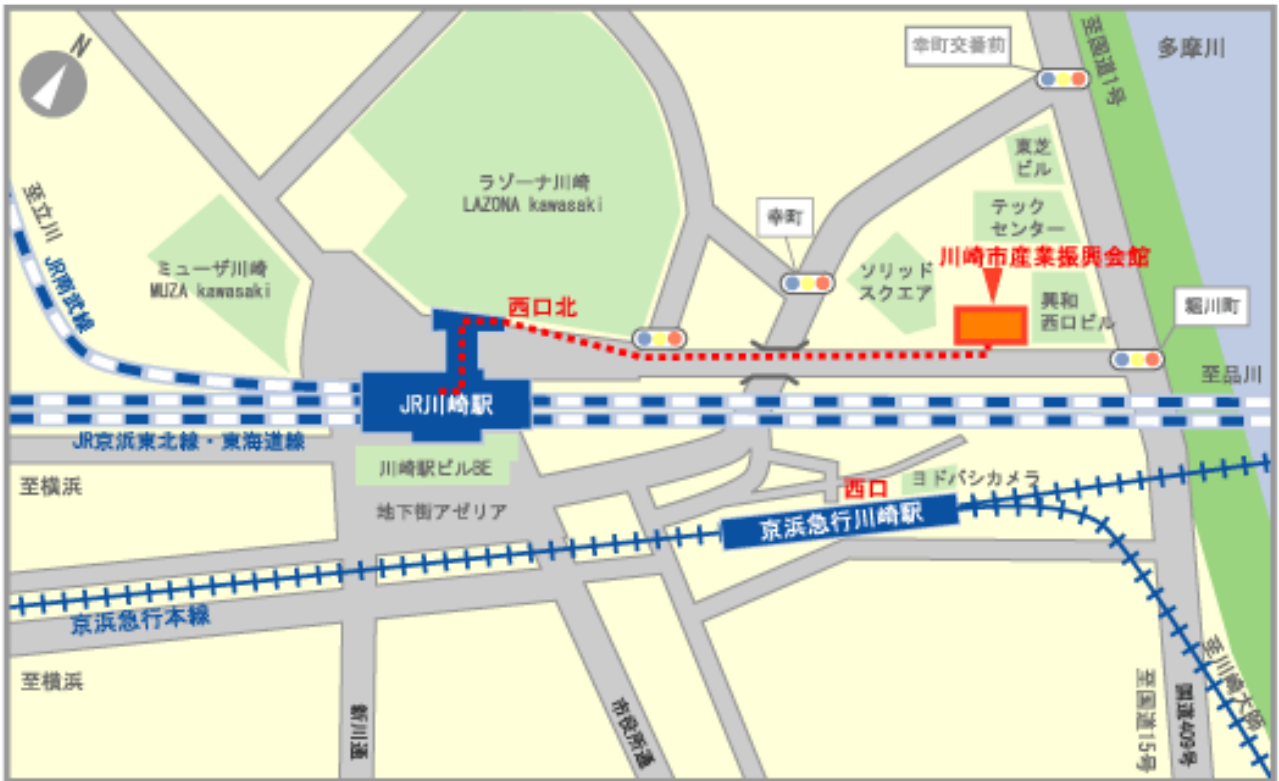 N
幸町交番前
至国道1号
多摩川
東芝
ビル
ラゾーナ川崎
LAZONA kawasaki
テック
センター
幸町
至立川
JR南武線
川崎市産業振興会館
ミューザ川崎
MUZA kawasaki
ソリッド
スクエア
西口北
興和
西口ビル
堀川町
至品川
JR川崎駅
JR京浜東北線・東海道線
川崎駅ビルBE
至横浜
西口
ヨドバシカメラ
地下街アゼリア
京浜急行川崎駅
京浜急行本線
至横浜
新川通
市役所通
至国道15号
国道409号
至川崎大師